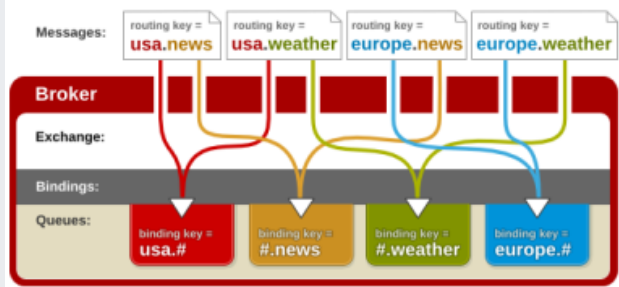 Messages:
routing key =
usa.news
routing key =
usa.weather
routing key =
europe.news
routing key =
europe.weather
Broker
Exchange:
Bindings:
Queues:
binding key =
usa.#
binding key =
#.news
binding key =
#.weather
binding key =
europe.#